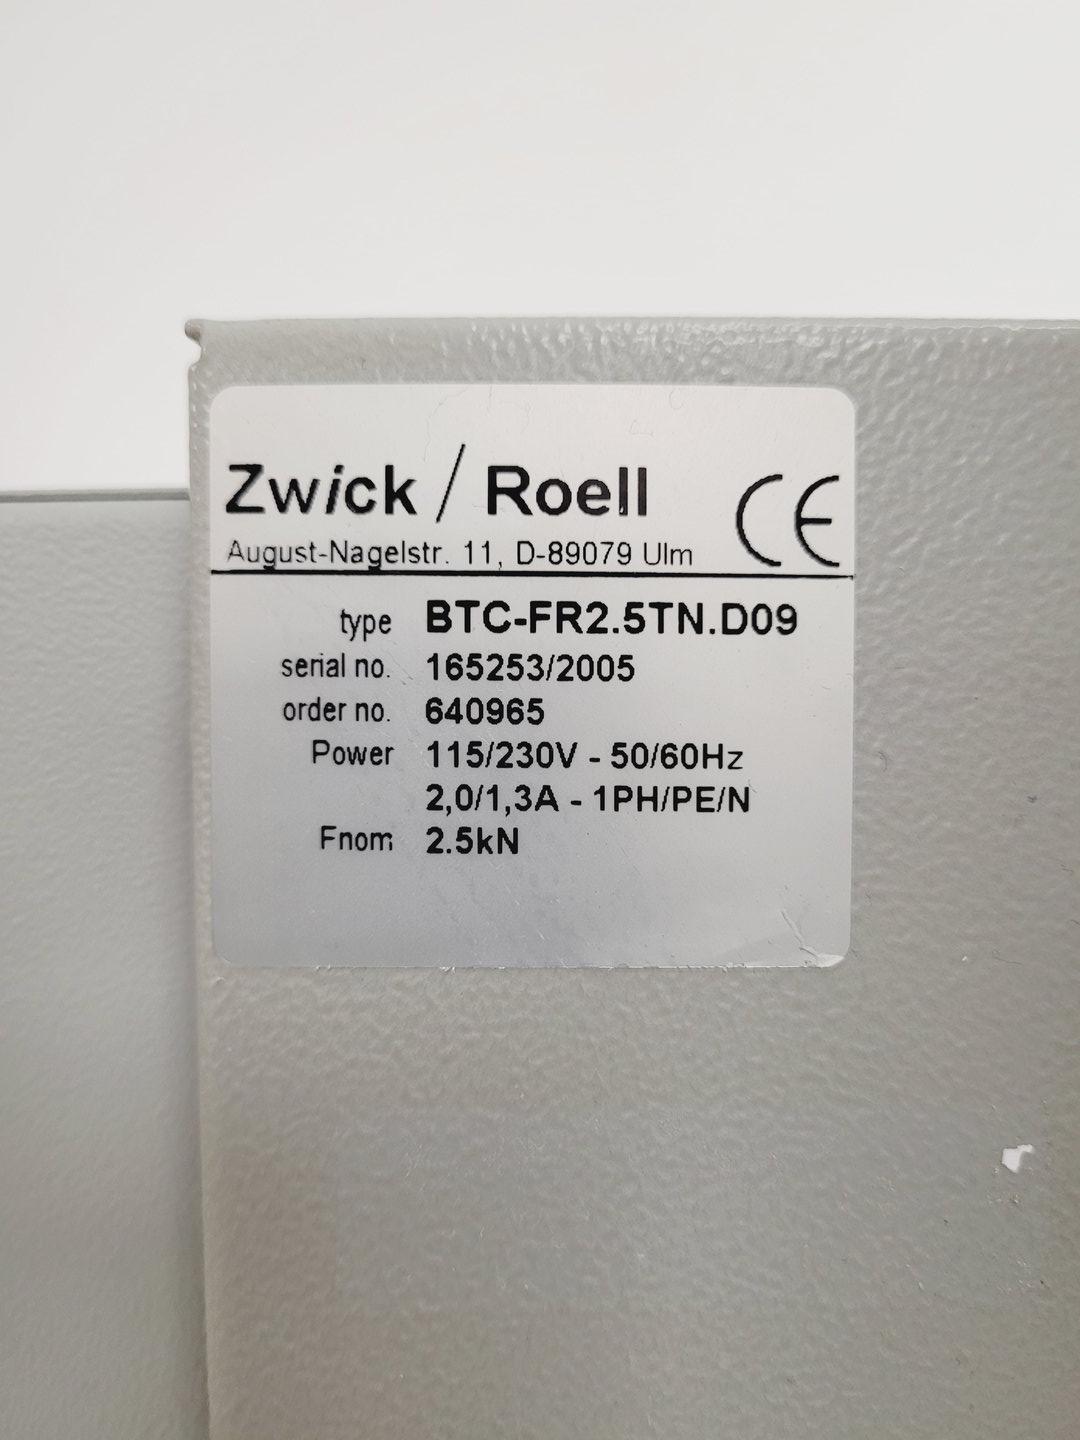 Zwick / Roell CE
August-Nagelstr. 11, D-89079 Ulm
type BTC-FR2.5TN.D09
serial no. 165253/2005
order no. 640965
Power 115/230V - 50/60Hz
2,0/1,3A - 1PH/PE/N
Fnom 2.5kN